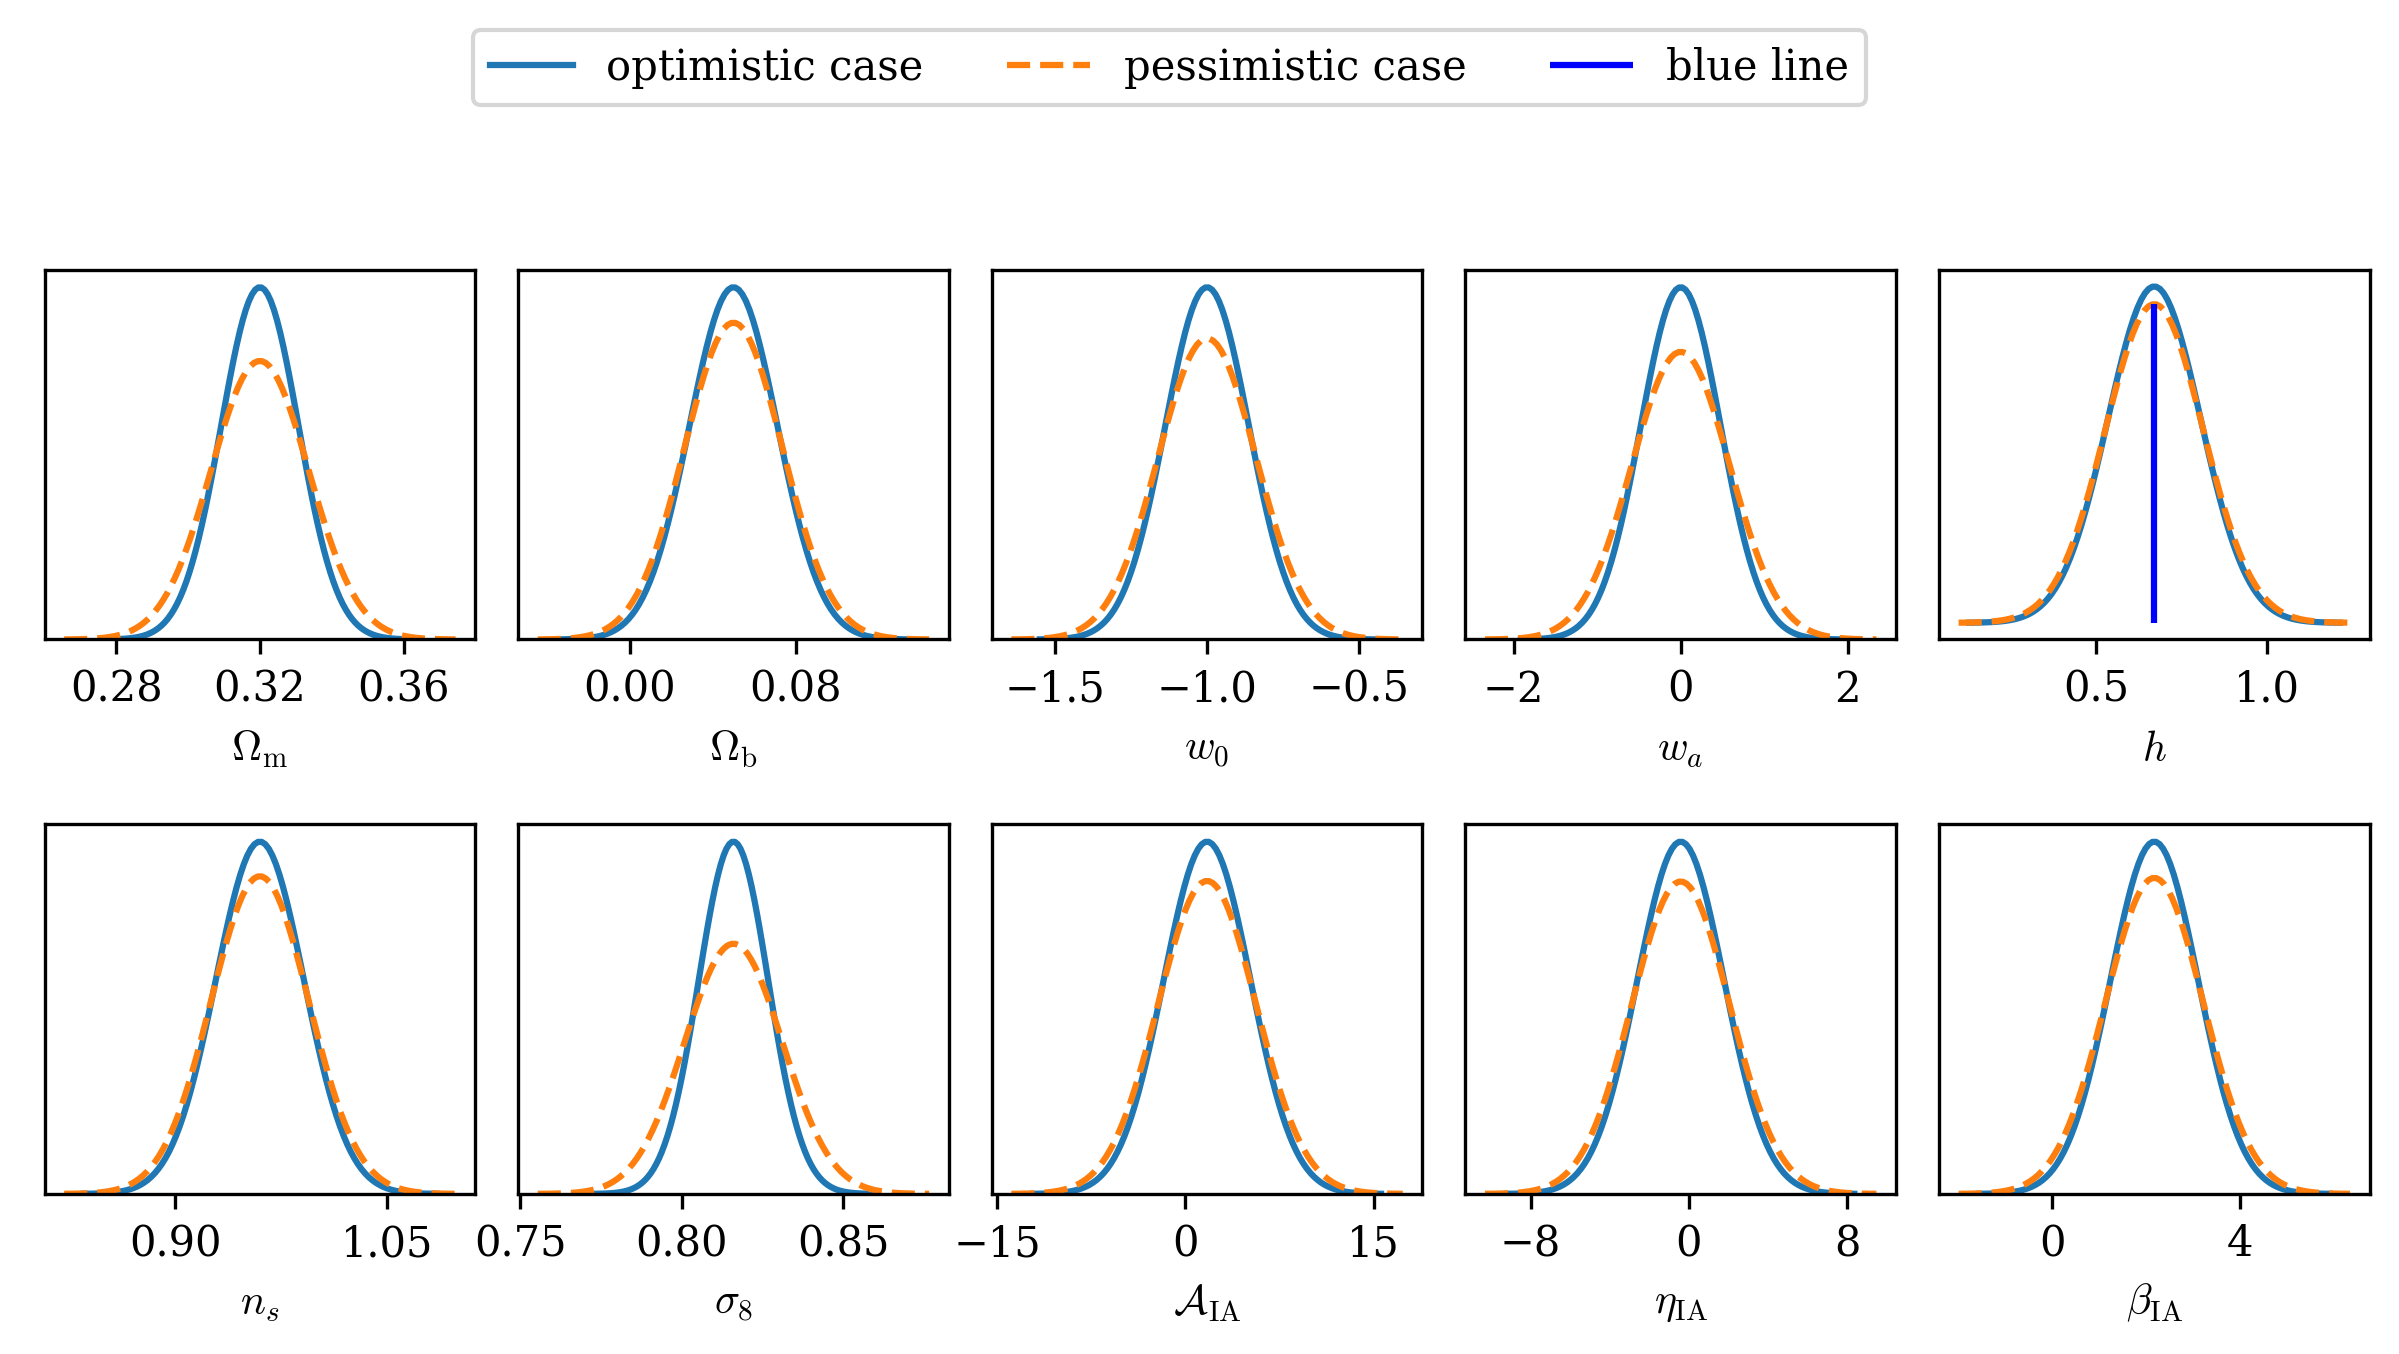 optimistic case pessimistic case blue line
0.28 0.32 0.36 0.00 0.08 −1.5 −1.0 −0.5 −2 0 2 0.5 1.0
Ωm Ωb w0 wa h
0.90 1.05 0.75 0.80 0.85 −15 0 15 −8 0 8 0 4
ns σ8 𝒜IA ηIA βIA